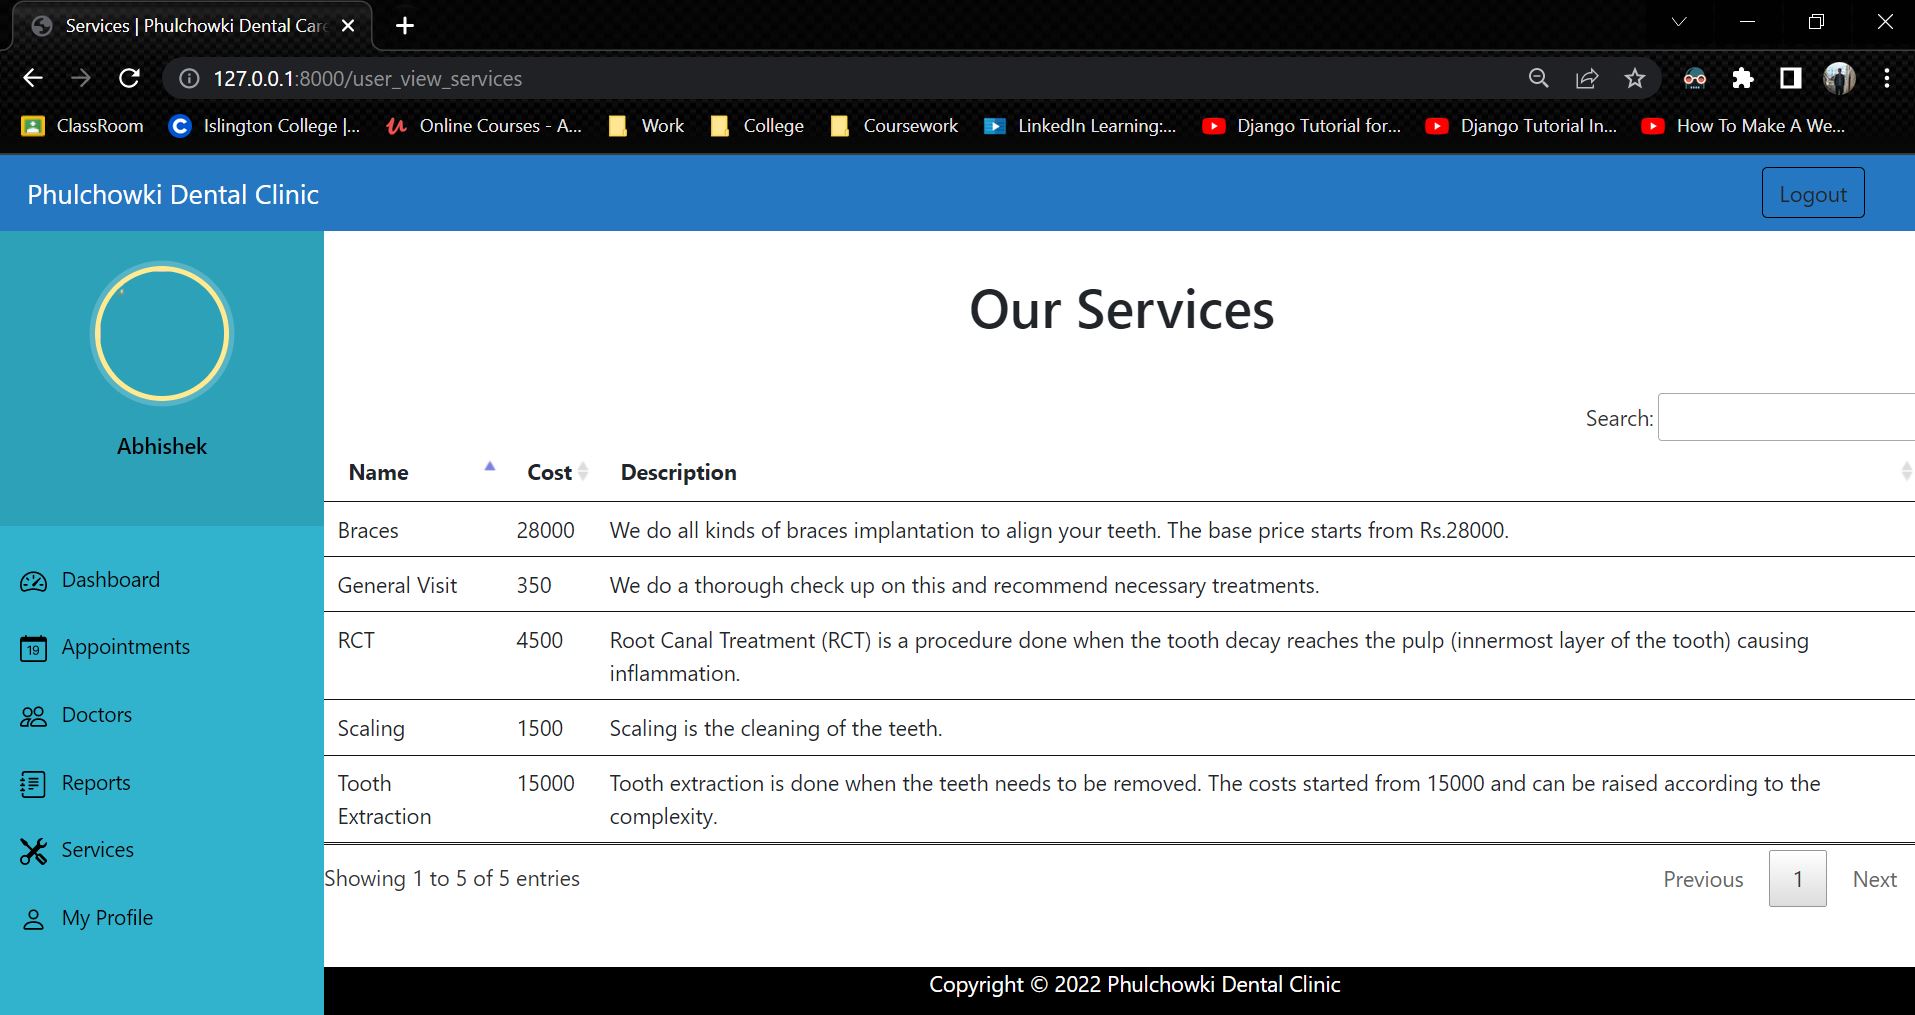 Services | Phulchowki Dental Care
127.0.0.1:8000/user_view_services
ClassRoom
Islington College |...
Online Courses - A...
Work
College
Coursework
LinkedIn Learning:...
Django Tutorial for...
Django Tutorial In...
How To Make A We...
Phulchowki Dental Clinic
Logout
Abhishek
Dashboard
19
Appointments
Doctors
Reports
Services
My Profile
Our Services
Search:
Name Cost Description
Braces 28000 We do all kinds of braces implantation to align your teeth. The base price starts from Rs.28000.
General Visit 350 We do a thorough check up on this and recommend necessary treatments.
RCT 4500 Root Canal Treatment (RCT) is a procedure done when the tooth decay reaches the pulp (innermost layer of the tooth) causing
inflammation.
Scaling 1500 Scaling is the cleaning of the teeth.
Tooth 15000 Tooth extraction is done when the teeth needs to be removed. The costs started from 15000 and can be raised according to the
Extraction complexity.
Showing 1 to 5 of 5 entries
Previous 1 Next
Copyright © 2022 Phulchowki Dental Clinic